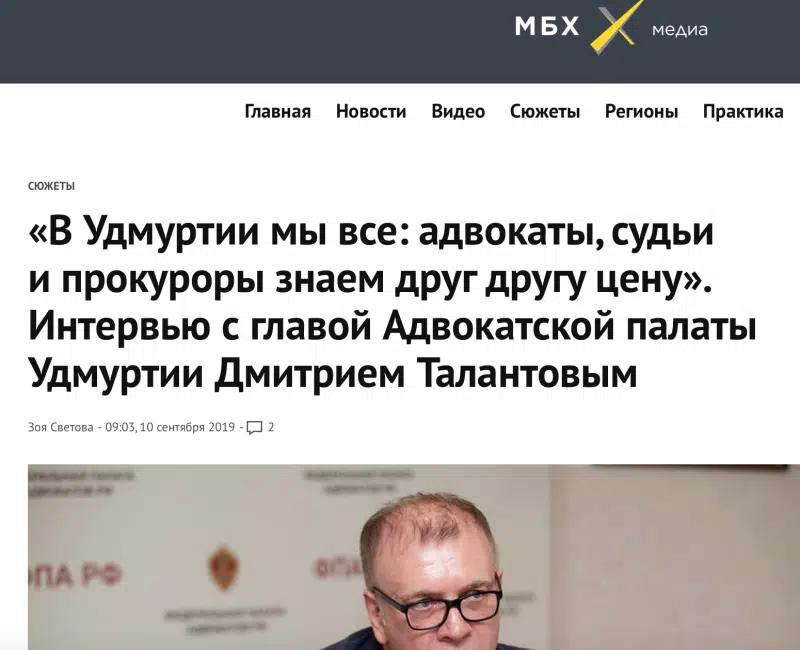 МБХ медиа
Главная Новости Видео Сюжеты Регионы Практика
СЮЖЕТЫ
«В Удмуртии мы все: адвокаты, судьи
и прокуроры знаем друг другу цену».
Интервью с главой Адвокатской палаты
Удмуртии Дмитрием Талантовым
Зоя Светова - 09:03, 10 сентября 2019 - 2
ФПА РФ